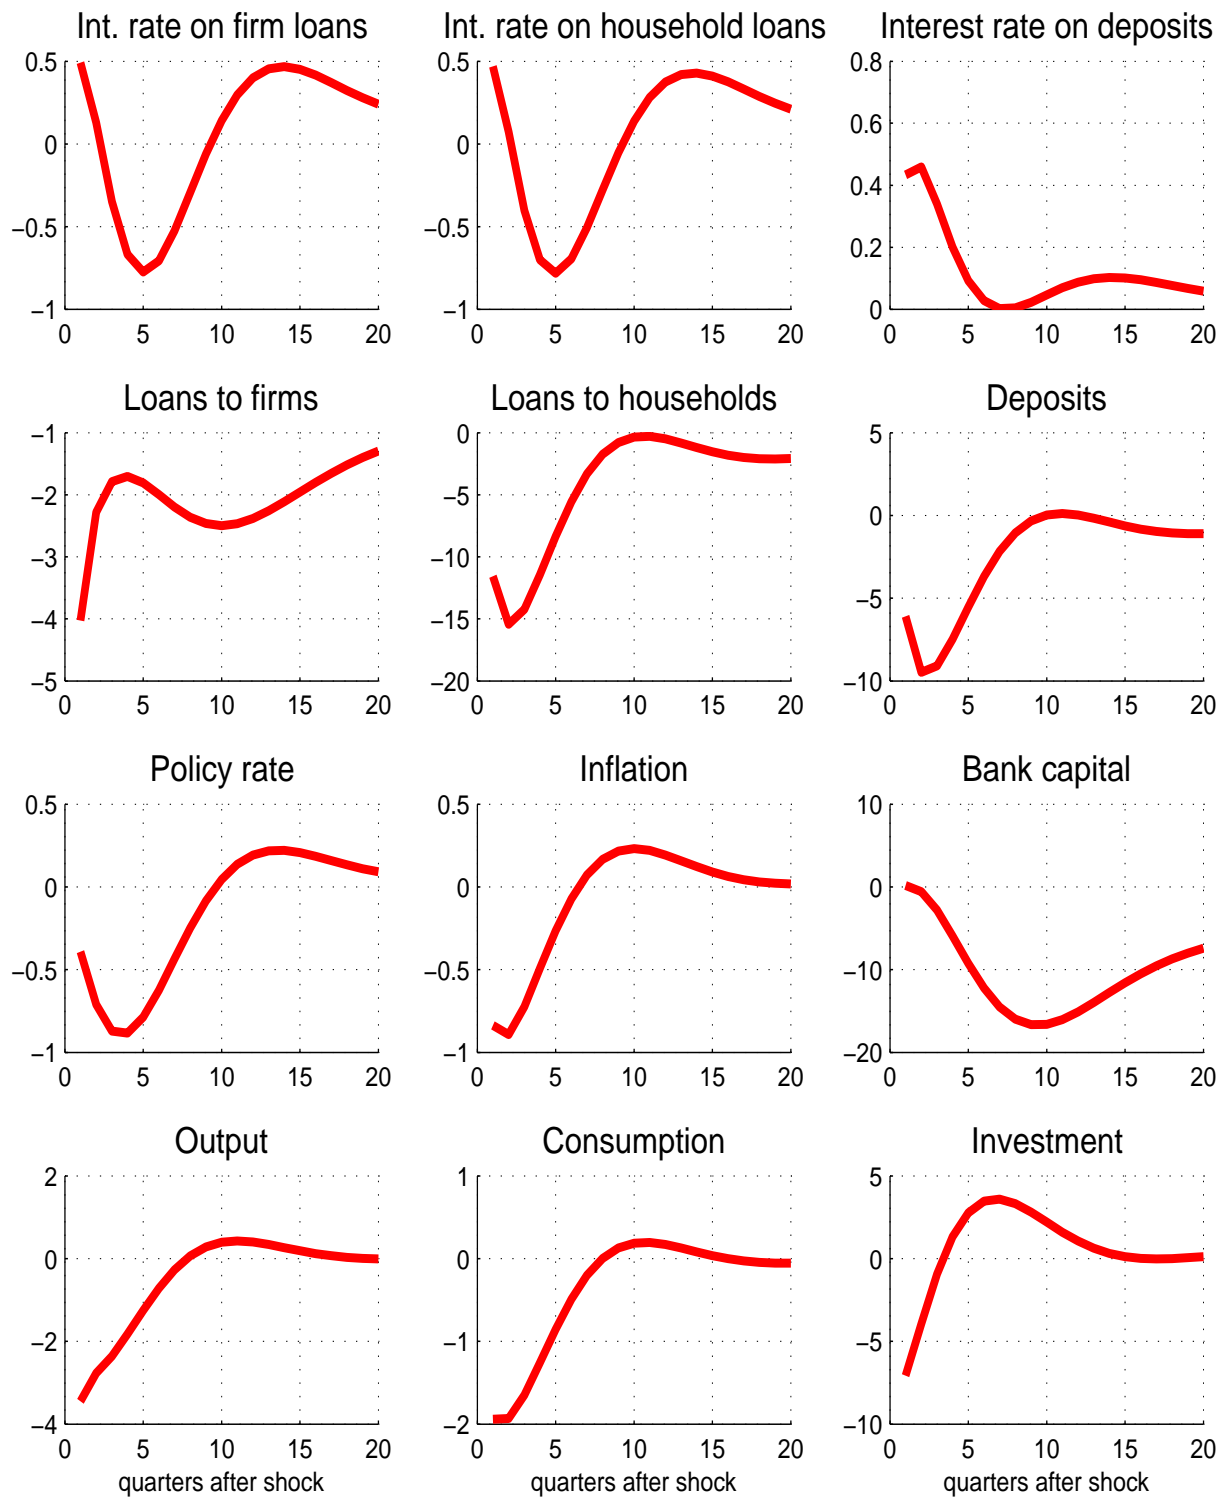 Int. rate on firm loans
Int. rate on household loans
Interest rate on deposits
0.5
0
−0.5
−1
0 5 10 15 20
0.5
0
−0.5
−1
0 5 10 15 20
0.8
0.6
0.4
0.2
0
0 5 10 15 20
Loans to firms
Loans to households
Deposits
−1
−2
−3
−4
−5
0 5 10 15 20
0
−5
−10
−15
−20
0 5 10 15 20
5
0
−5
−10
0 5 10 15 20
Policy rate
Inflation
Bank capital
0.5
0
−0.5
−1
0 5 10 15 20
0.5
0
−0.5
−1
0 5 10 15 20
10
0
−10
−20
0 5 10 15 20
Output
Consumption
Investment
2
0
−2
−4
0 5 10 15 20
quarters after shock
1
0
−1
−2
0 5 10 15 20
quarters after shock
5
0
−5
−10
0 5 10 15 20
quarters after shock